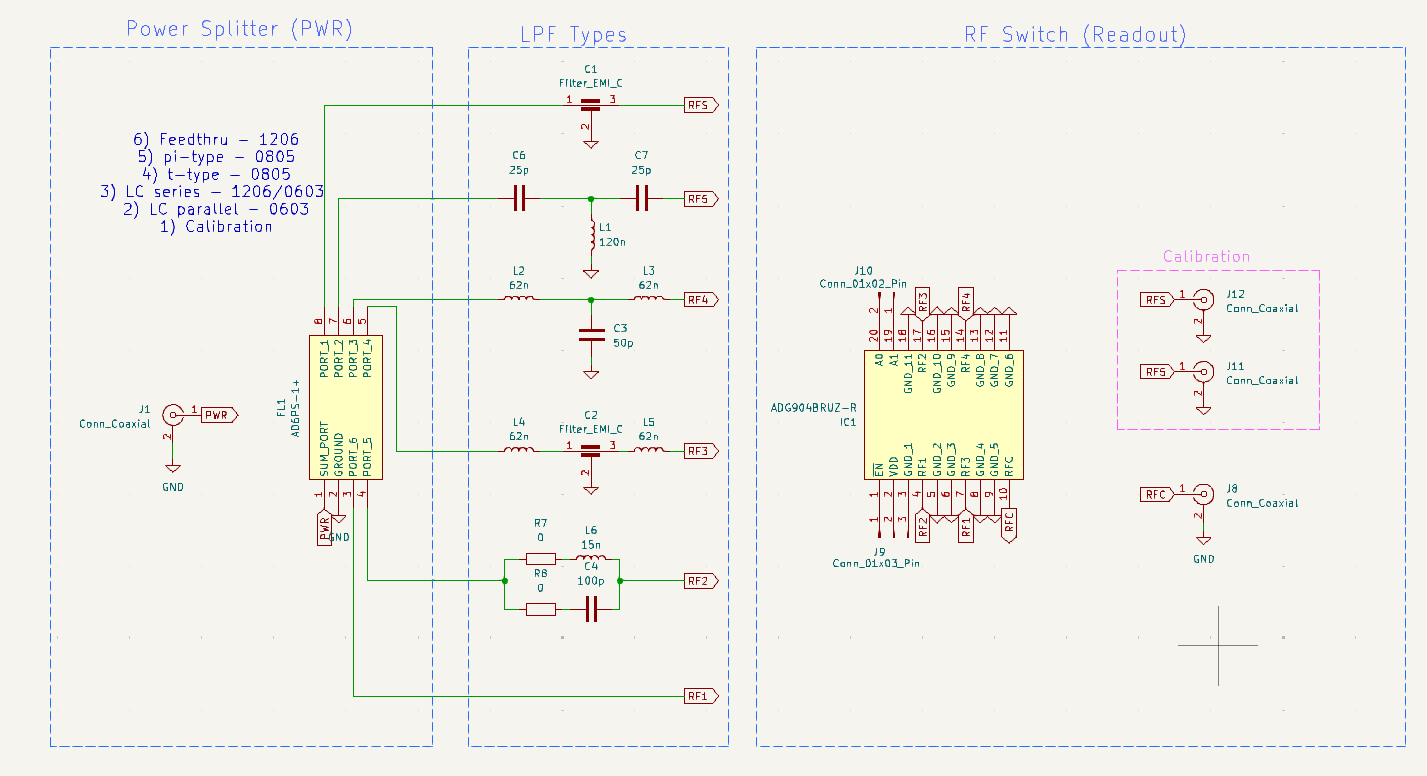 Power Splitter (PWR)
6) Feedthru - 1206
5) pi-type - 0805
4) t-type - 0805
3) LC series - 1206/0603
2) LC parallel - 0603
1) Calibration
J1
Conn_Coaxial
1
PWR
2
GND
8
7
6
5
PORT_1
PORT_2
PORT_3
PORT_4
FL1
AD6PS-1+
SUM_PORT
GROUND
PORT_6
PORT_5
1
2
3
4
PWR
GND
LPF Types
C1
Filter_EMI_C
1
3
2
RFS
C6
25p
C7
25p
RF5
L1
120n
L2
62n
L3
62n
RF4
C3
50p
L4
62n
C2
Filter_EMI_C
1
3
2
L5
62n
RF3
R7
0
L6
15n
R8
0
C4
100p
RF2
RF1
RF Switch (Readout)
J10
Conn_01x02_Pin
2
1
RF3
RF4
20
19
18
17
16
15
14
13
12
11
A0
A1
GND_11
RF2
GND_10
GND_9
RF4
GND_8
GND_7
GND_6
ADG904BRUZ-R
IC1
EN
VDD
GND_1
RF1
GND_2
GND_3
RF3
GND_4
GND_5
RFC
1
2
3
4
5
6
7
8
9
10
1
2
3
RF2
RF1
RFC
J9
Conn_01x03_Pin
Calibration
RFS
1
2
J12
Conn_Coaxial
RF5
1
2
J11
Conn_Coaxial
RFC
1
2
J8
Conn_Coaxial
GND